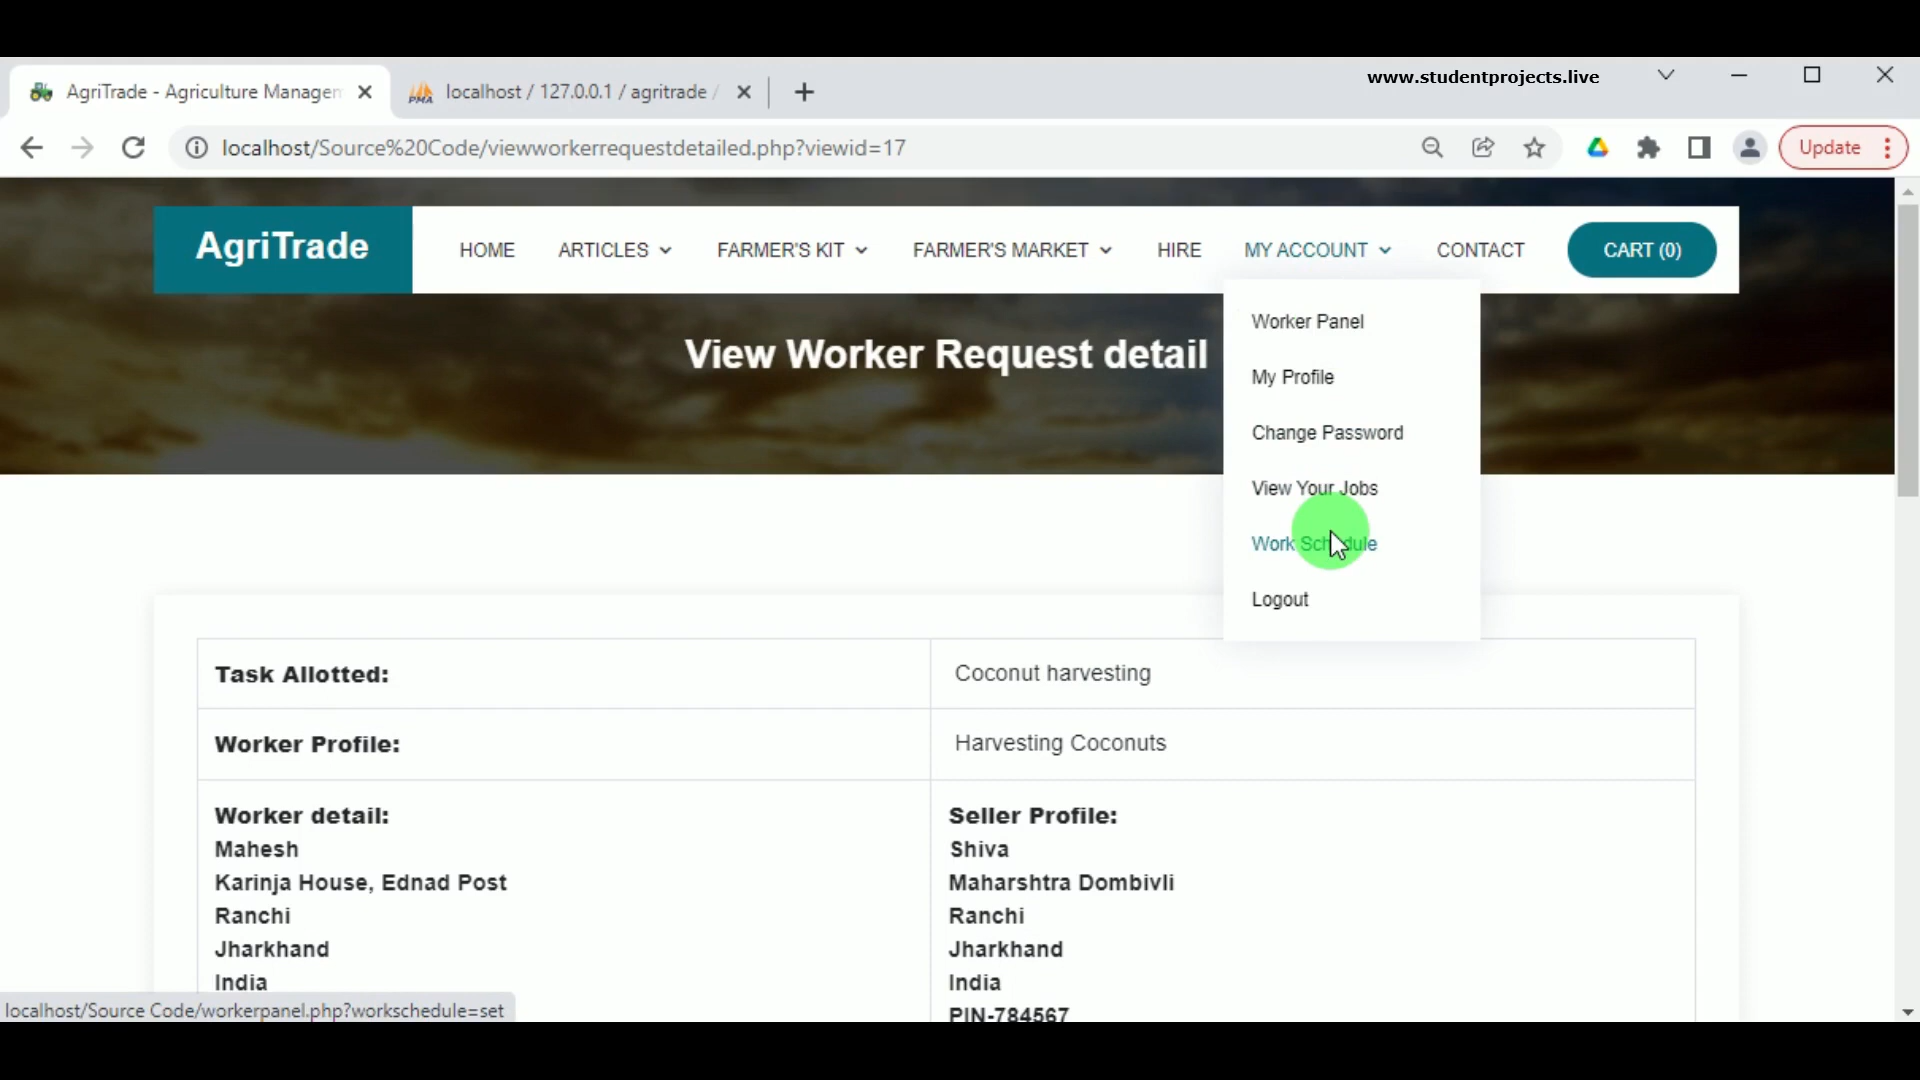 www.studentprojects.live
AgriTrade - Agriculture Managem
localhost / 127.0.0.1 / agritrade /
localhost/Source%20Code/viewworkerrequestdetailed.php?viewid=17
Update
AgriTrade
HOME
ARTICLES
FARMER'S KIT
FARMER'S MARKET
HIRE
MY ACCOUNT
CONTACT
CART (0)
Worker Panel
My Profile
Change Password
View Your Jobs
Work Schedule
Logout
View Worker Request detail
Task Allotted:
Coconut harvesting
Worker Profile:
Harvesting Coconuts
Worker detail:
Mahesh
Karinja House, Ednad Post
Ranchi
Jharkhand
India
Seller Profile:
Shiva
Maharshtra Dombivli
Ranchi
Jharkhand
India
PIN-784567
localhost/Source Code/workerpanel.php?workschedule=set